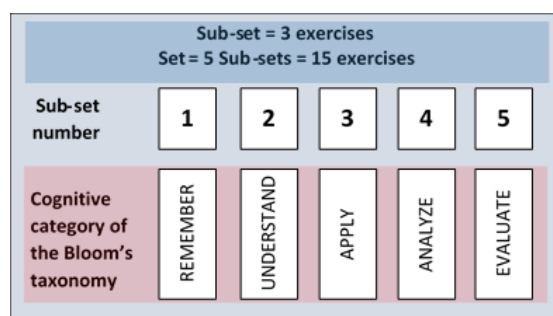 Sub-set = 3 exercises
Set = 5 Sub-sets = 15 exercises
Sub-set
number
1 2 3 4 5
Cognitive
category of
the Bloom's
taxonomy
REMEMBER
UNDERSTAND
APPLY
ANALYZE
EVALUATE